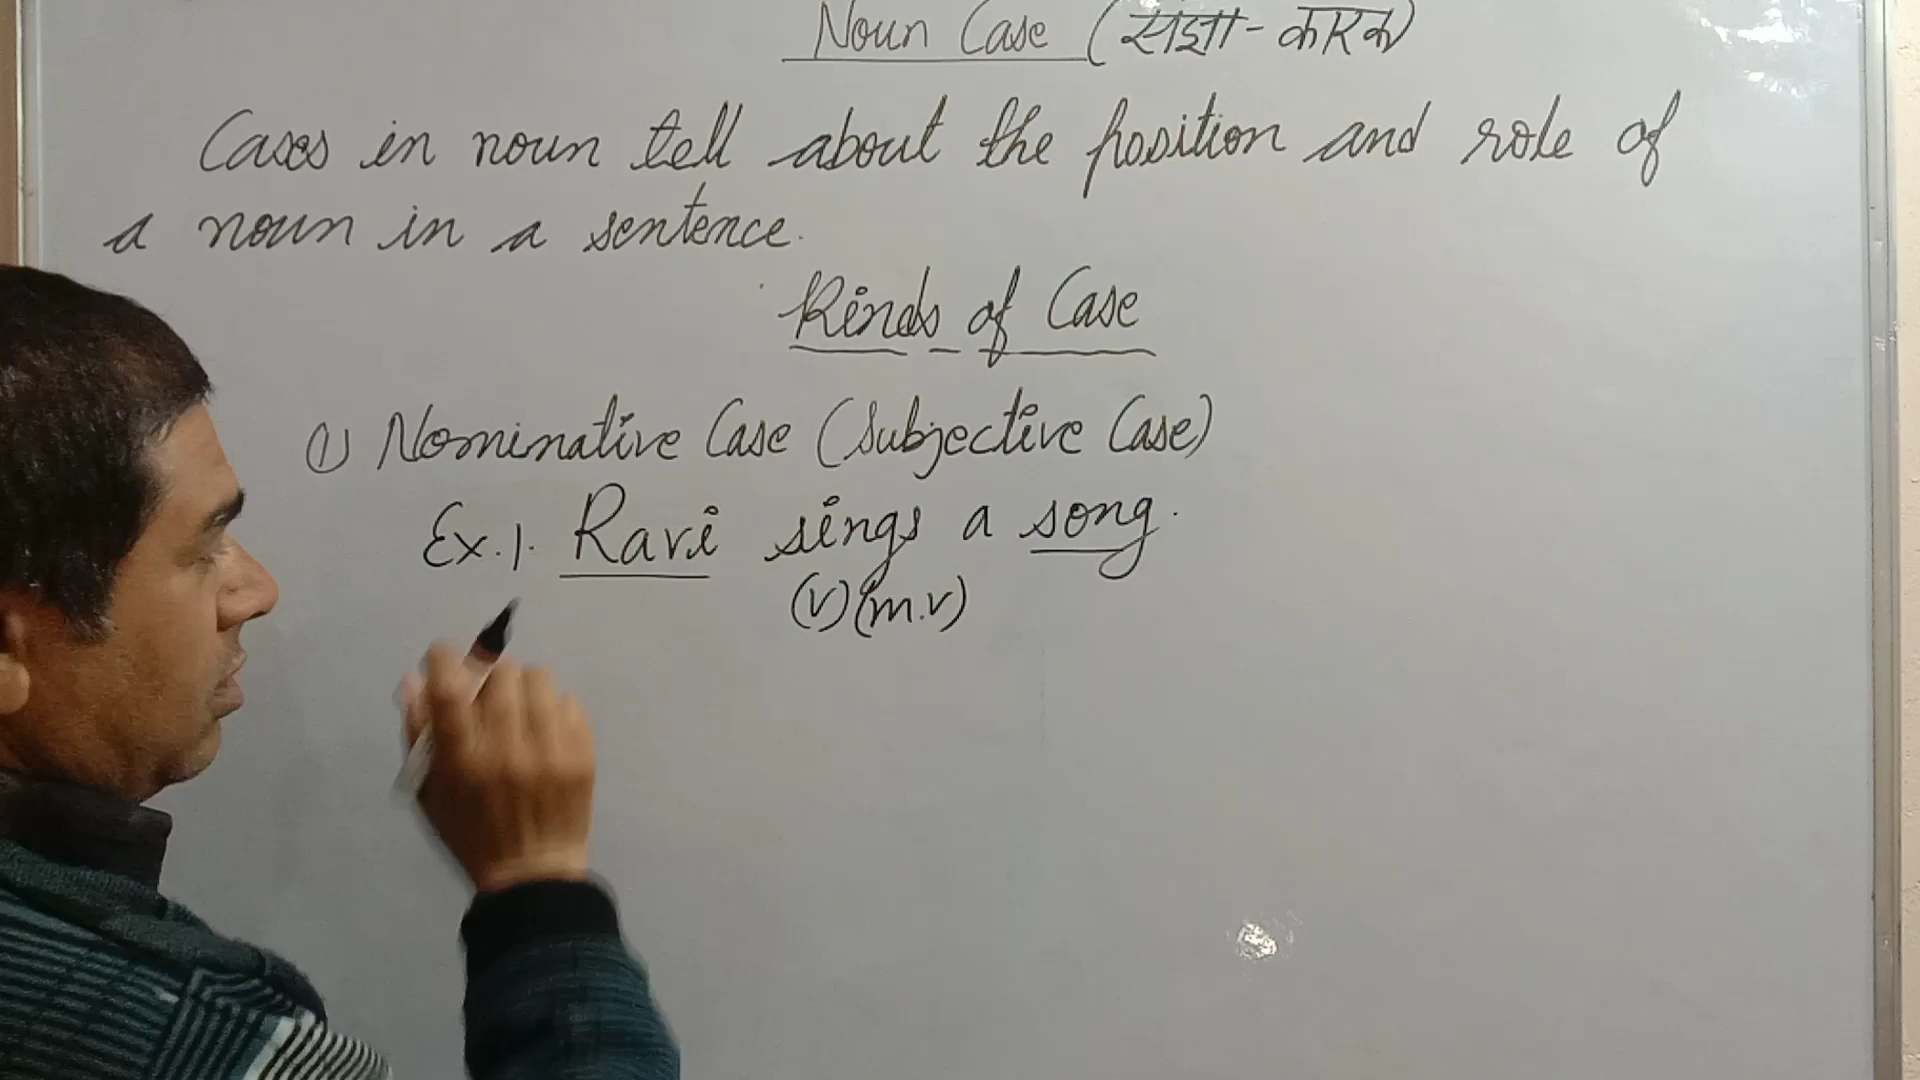 Noun Case (संज्ञा - कारक)
Cases in noun tell about the position and role of
a noun in a sentence.
Kinds of Case
(1) Nominative Case (Subjective Case)
Ex.1. Ravi sings a song.
(v) (m.v)